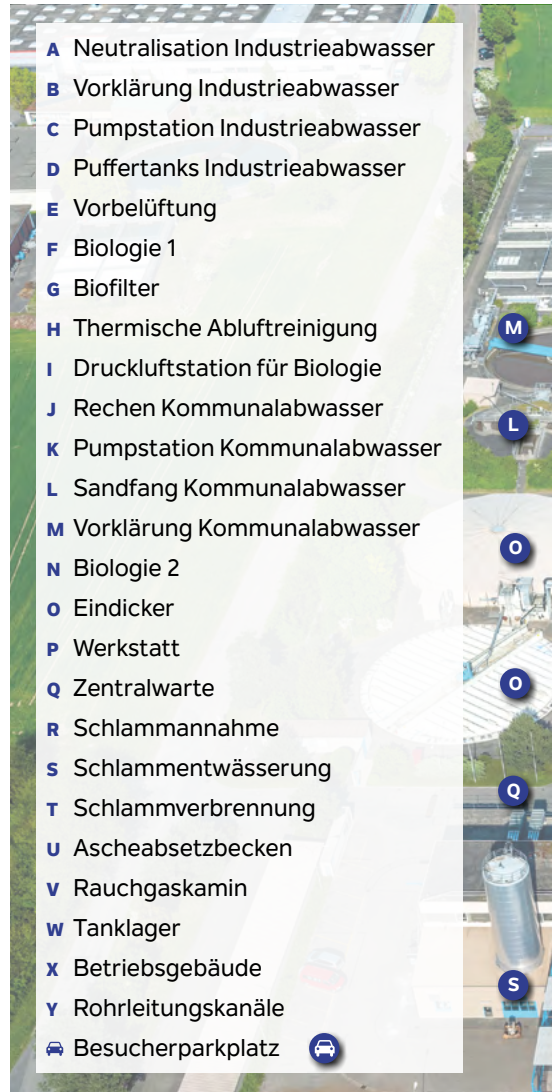 A Neutralisation Industrieabwasser
B Vorklärung Industrieabwasser
C Pumpstation Industrieabwasser
D Puffertanks Industrieabwasser
E Vorbelüftung
F Biologie 1
G Biofilter
H Thermische Abluftreinigung
I Druckluftstation für Biologie
J Rechen Kommunalabwasser
K Pumpstation Kommunalabwasser
L Sandfang Kommunalabwasser
M Vorklärung Kommunalabwasser
N Biologie 2
O Eindicker
P Werkstatt
Q Zentralwarte
R Schlammannahme
S Schlammentwässerung
T Schlammverbrennung
U Ascheabsetzbecken
V Rauchgaskamin
W Tanklager
X Betriebsgebäude
Y Rohrleitungskanäle
Besucherparkplatz
M
L
O
O
Q
S